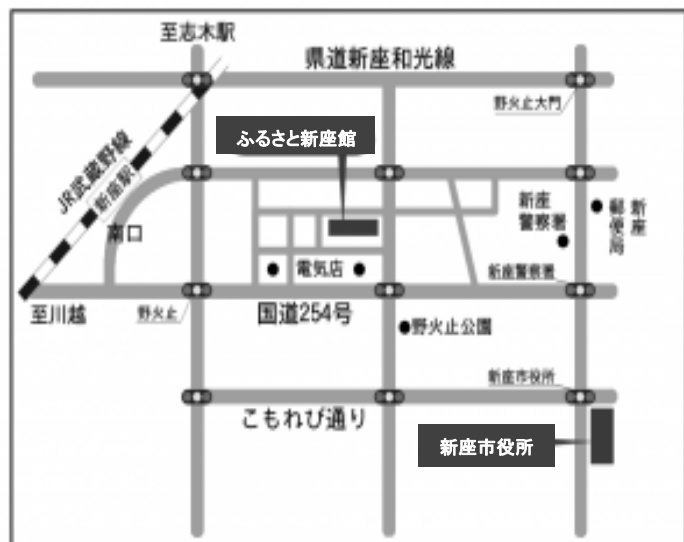 至志木駅
県道新座和光線
野火止大門
ふるさと新座館
JR武蔵野線
新座駅
南口
新座
警察署
新座
郵便局
電気店
新座警察署
至川越
野火止
国道254号
野火止公園
新座市役所
こもれび通り
新座市役所